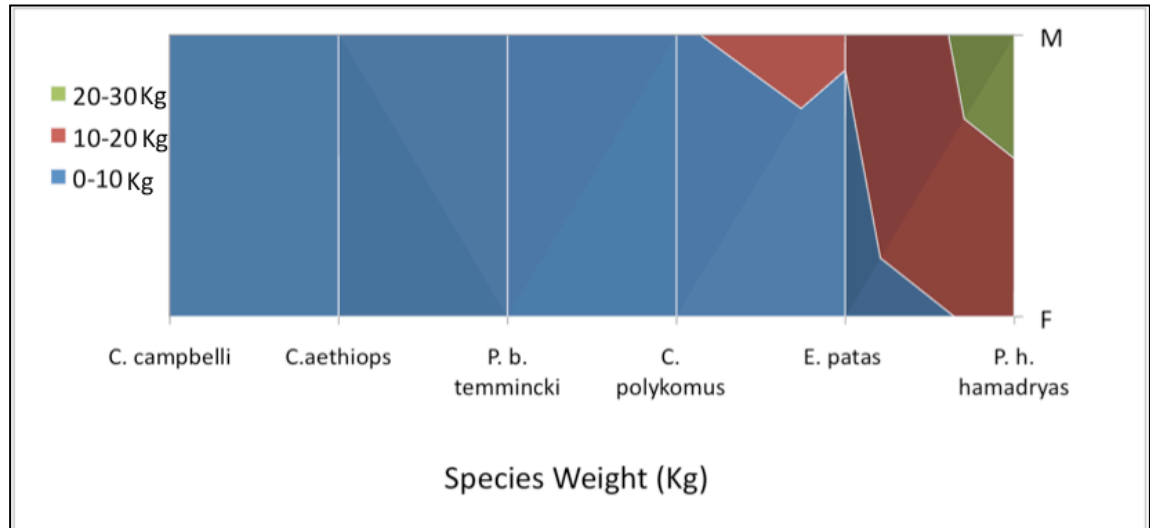 M
20-30 Kg
10-20 Kg
0-10 Kg
F
C. campbelli
C.aethiops
P. b.
temmincki
C.
polykomus
E. patas
P. h.
hamadryas
Species Weight (Kg)